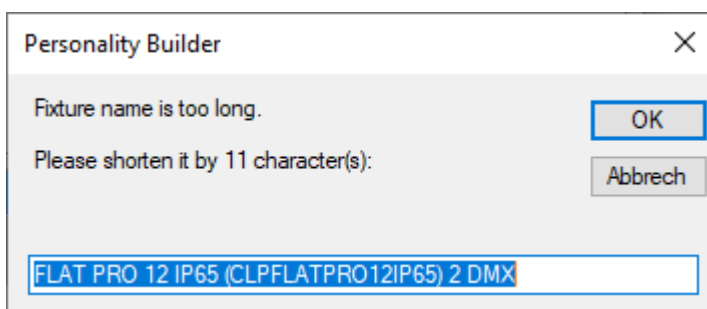 Personality Builder
Fixture name is too long.
OK
Please shorten it by 11 character(s):
Abbrech
FLAT PRO 12 IP65 (CLPFLATPRO12IP65) 2 DMX